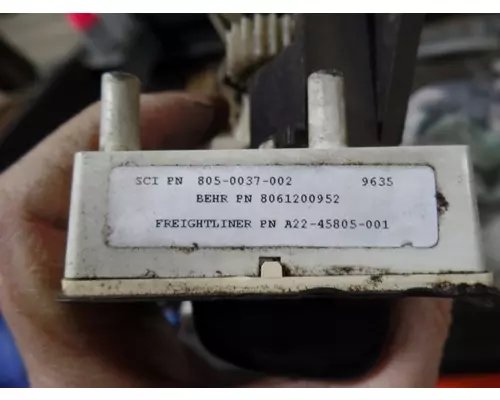 SCI PN 805-0037-002 9635
BEHR PN 8061200952
FREIGHTLINER PN A22-45805-001